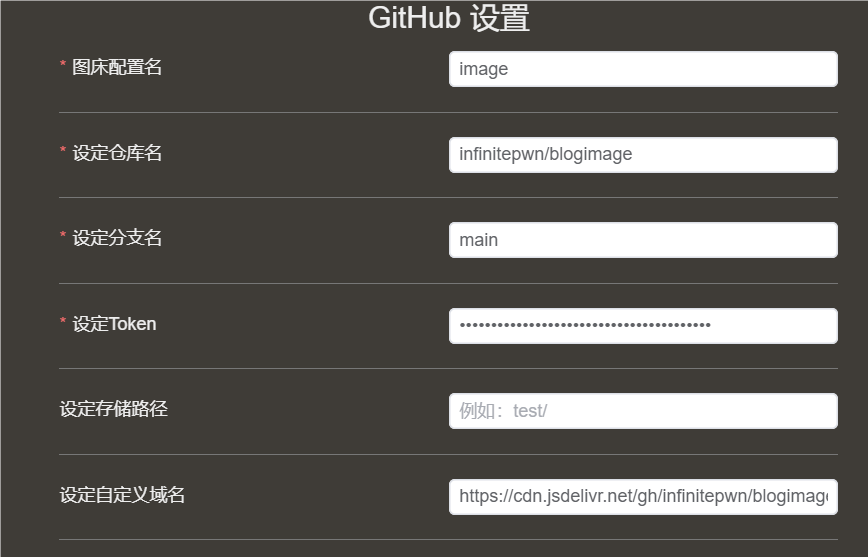 GitHub 设置
* 图床配置名
image
* 设定仓库名
infinitepwn/blogimage
* 设定分支名
main
* 设定Token
••••••••••••••••••••••••••••••••••••••••
设定存储路径
例如：test/
设定自定义域名
https://cdn.jsdelivr.net/gh/infinitepwn/blogimage